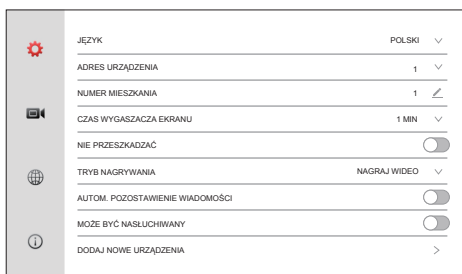 JĘZYK POLSKI
ADRES URZĄDZENIA 1
NUMER MIESZKANIA 1
CZAS WYGASZACZA EKRANU 1 MIN
NIE PRZESZKADZAĆ
TRYB NAGRYWANIA NAGRAJ WIDEO
AUTOM. POZOSTAWIENIE WIADOMOŚCI
MOŻE BYĆ NASŁUCHIWANY
DODAJ NOWE URZĄDZENIA